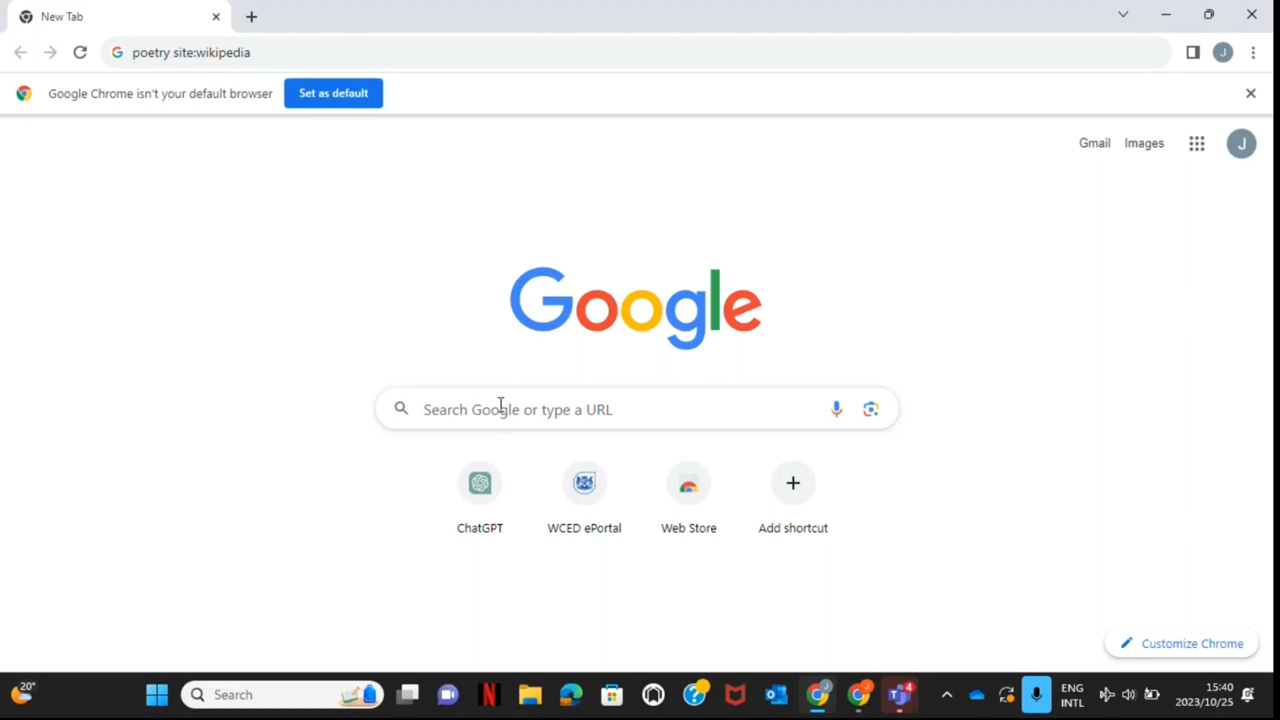 New Tab
poetry site:wikipedia
Google Chrome isn't your default browser Set as default
Gmail Images J
Google
Search Google or type a URL
ChatGPT WCED ePortal Web Store Add shortcut
Customize Chrome
20° Search ENG 15:40
INTL 2023/10/25